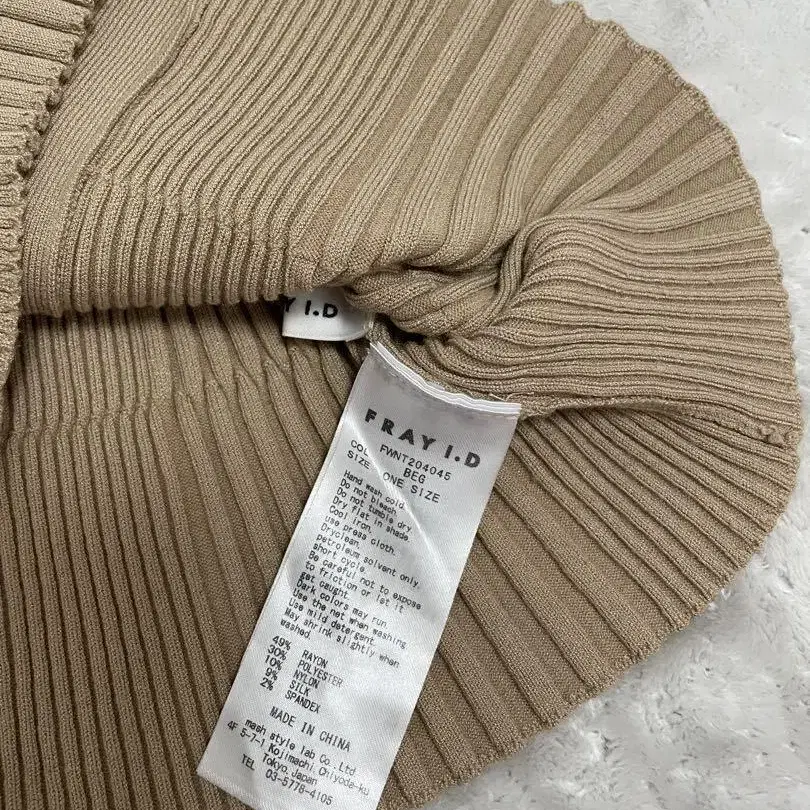 Y I.D
FRAY I.D
FWNT204045
COL BEG
SIZE ONE SIZE
Hand wash cold.
Do not bleach.
Do not tumble dry.
Dry flat in shade.
Cool iron.
use press cloth.
Dryclean.
petroleum solvent only
short cycle.
Be careful not to expose
to friction or let it
get caught.
Dark colors may run.
Use the net when washing
Use mild detergent.
May shrink slightly when
washed.
49% RAYON
30% POLYESTER
10% NYLON
9% SILK
2% SPANDEX
MADE IN CHINA
mash style lab Co., Ltd
4F 5-7-1 Kojimachi, Chiyoda-ku
Tokyo, Japan
TEL 03-5778-4105